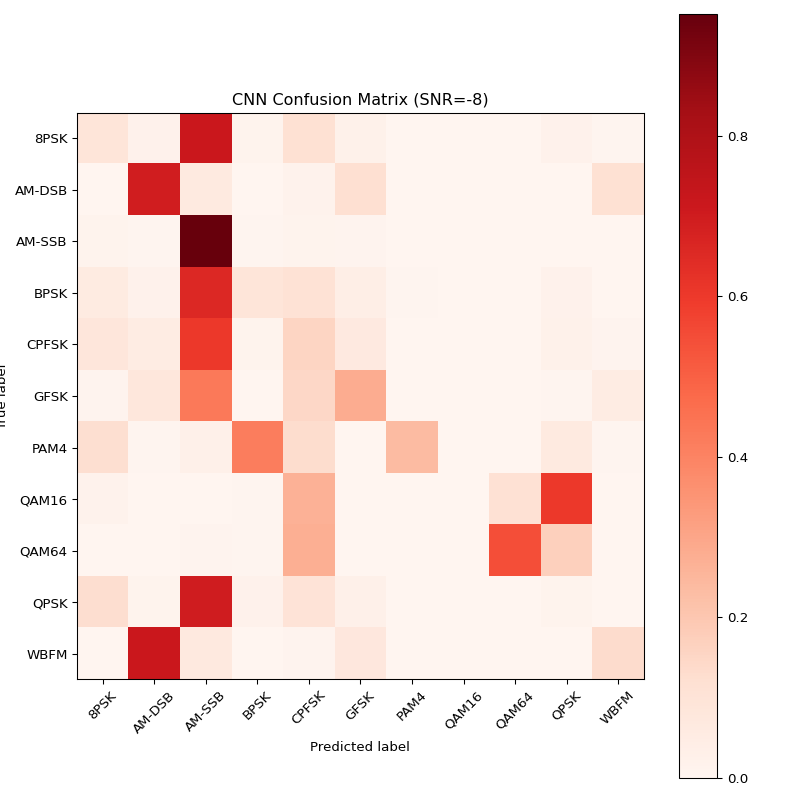 CNN Confusion Matrix (SNR=-8)
8PSK
AM-DSB
AM-SSB
BPSK
CPFSK
GFSK
PAM4
QAM16
QAM64
QPSK
WBFM
label
8PSK
AM-DSB
AM-SSB
BPSK
CPFSK
GFSK
PAM4
QAM16
QAM64
QPSK
WBFM
Predicted label
0.8
0.6
0.4
0.2
0.0